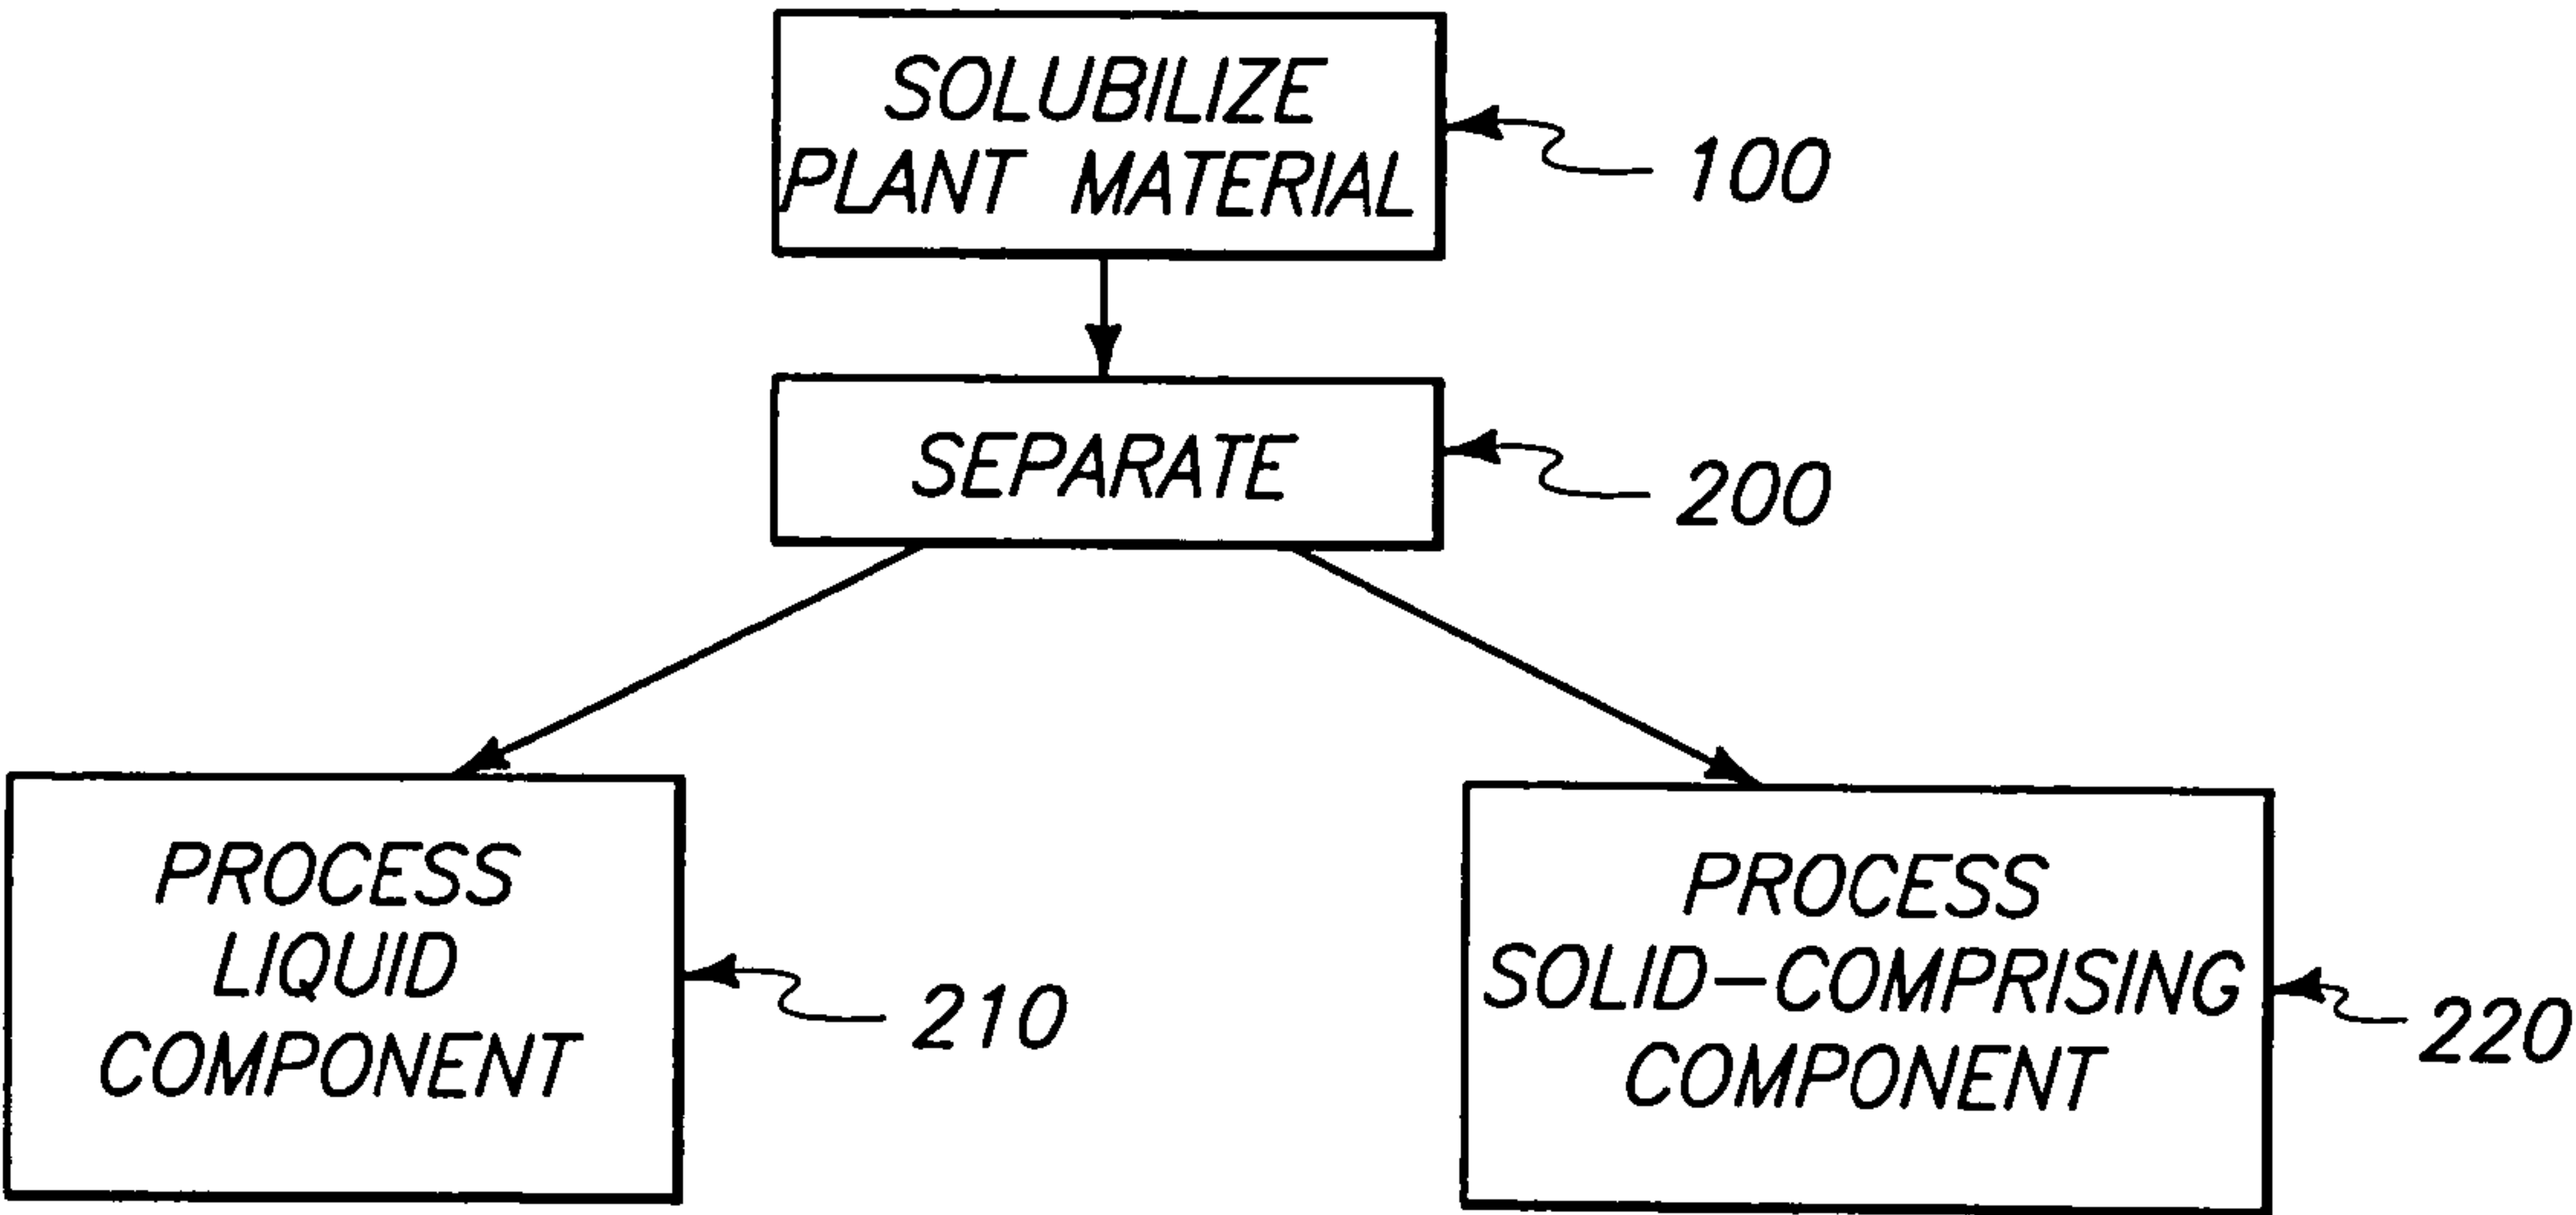 SOLUBILIZE
PLANT MATERIAL
100
SEPARATE
200
PROCESS
LIQUID
COMPONENT
210
PROCESS
SOLID-COMPRISING
COMPONENT
220